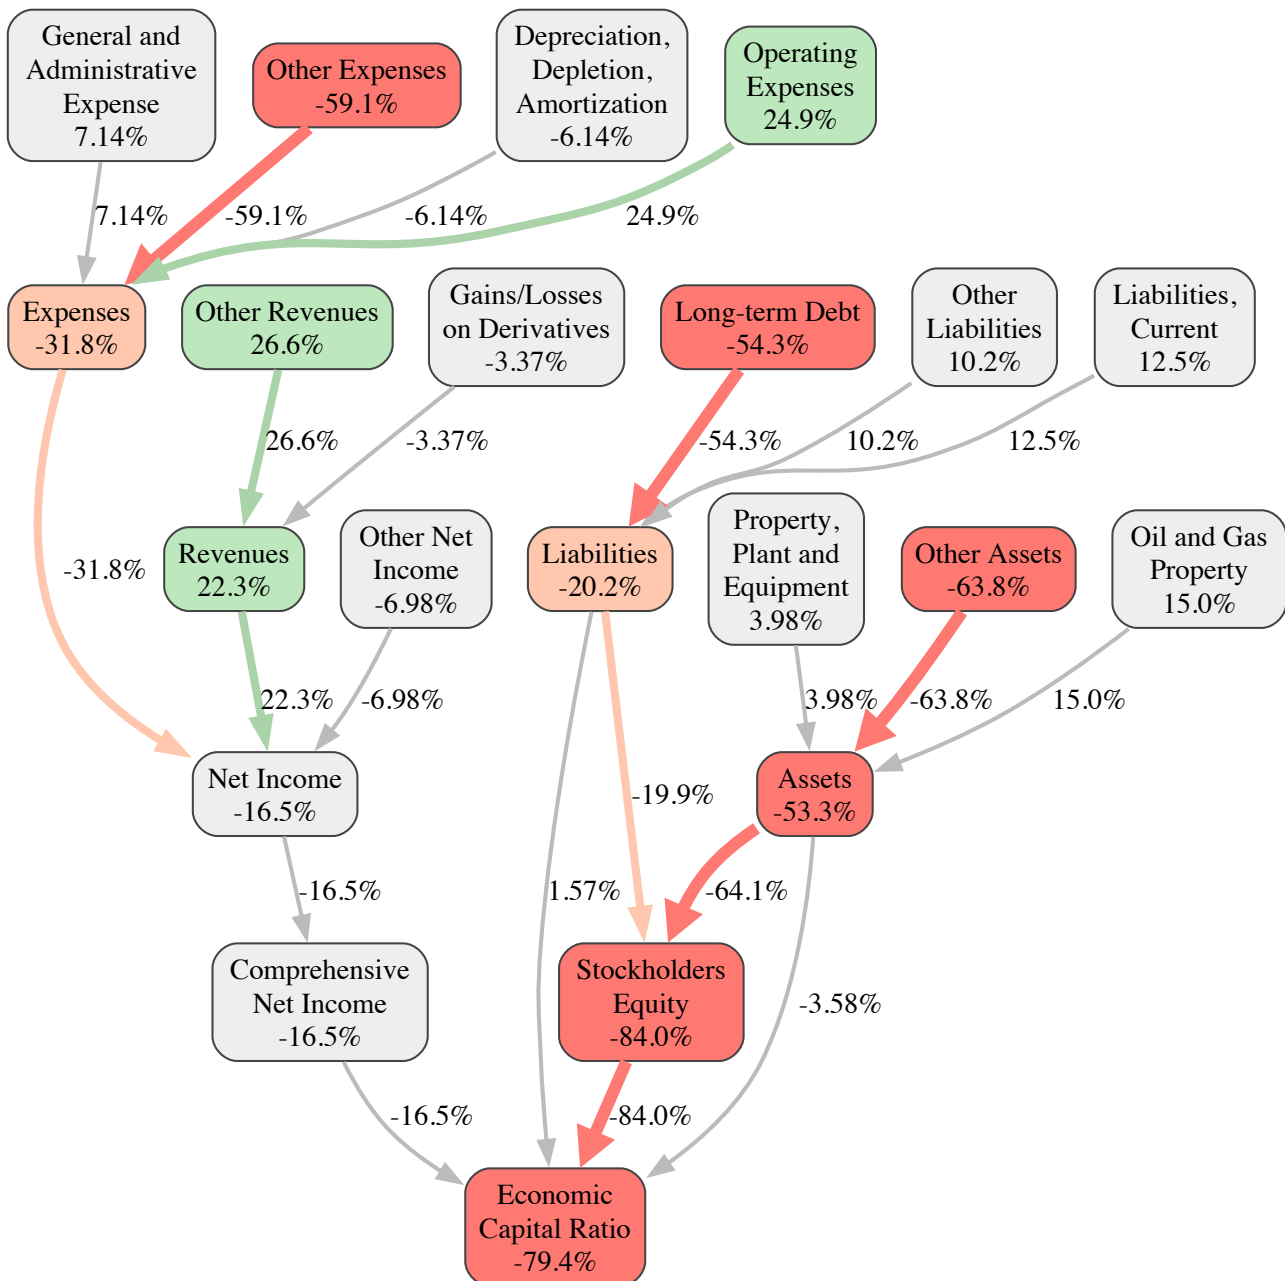 General and
Administrative
Expense
7.14%
Other Expenses
-59.1%
Depreciation,
Depletion,
Amortization
-6.14%
Operating
Expenses
24.9%
7.14%
-59.1%
-6.14%
24.9%
Expenses
-31.8%
Other Revenues
26.6%
Gains/Losses
on Derivatives
-3.37%
Long-term Debt
-54.3%
Other
Liabilities
10.2%
Liabilities,
Current
12.5%
26.6%
-3.37%
-54.3%
10.2%
12.5%
-31.8%
Revenues
22.3%
Other Net
Income
-6.98%
Liabilities
-20.2%
Property,
Plant and
Equipment
3.98%
Other Assets
-63.8%
Oil and Gas
Property
15.0%
22.3%
-6.98%
3.98%
-63.8%
15.0%
Net Income
-16.5%
-19.9%
Assets
-53.3%
-16.5%
1.57%
-64.1%
Comprehensive
Net Income
-16.5%
Stockholders
Equity
-84.0%
-3.58%
-16.5%
-84.0%
Economic
Capital Ratio
-79.4%